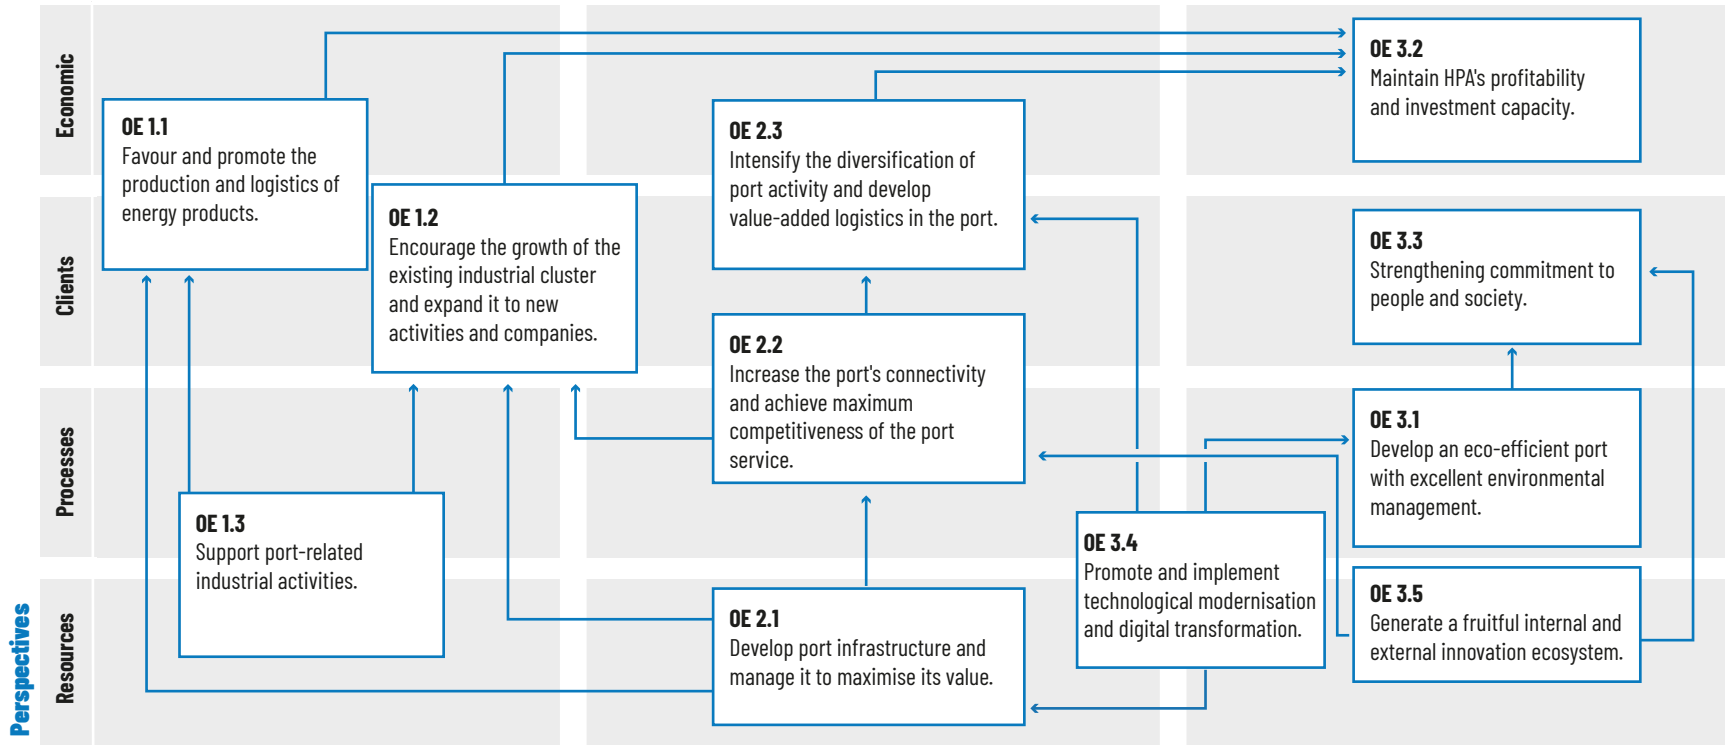 Perspectives
Economic
Clients
Processes
Resources
OE 1.1
Favour and promote the
production and logistics of
energy products.
OE 1.2
Encourage the growth of the
existing industrial cluster
and expand it to new
activities and companies.
OE 1.3
Support port-related
industrial activities.
OE 2.3
Intensify the diversification of
port activity and develop
value-added logistics in the port.
OE 2.2
Increase the port's connectivity
and achieve maximum
competitiveness of the port
service.
OE 2.1
Develop port infrastructure and
manage it to maximise its value.
OE 3.4
Promote and implement
technological modernisation
and digital transformation.
OE 3.2
Maintain HPA's profitability
and investment capacity.
OE 3.3
Strengthening commitment to
people and society.
OE 3.1
Develop an eco-efficient port
with excellent environmental
management.
OE 3.5
Generate a fruitful internal and
external innovation ecosystem.